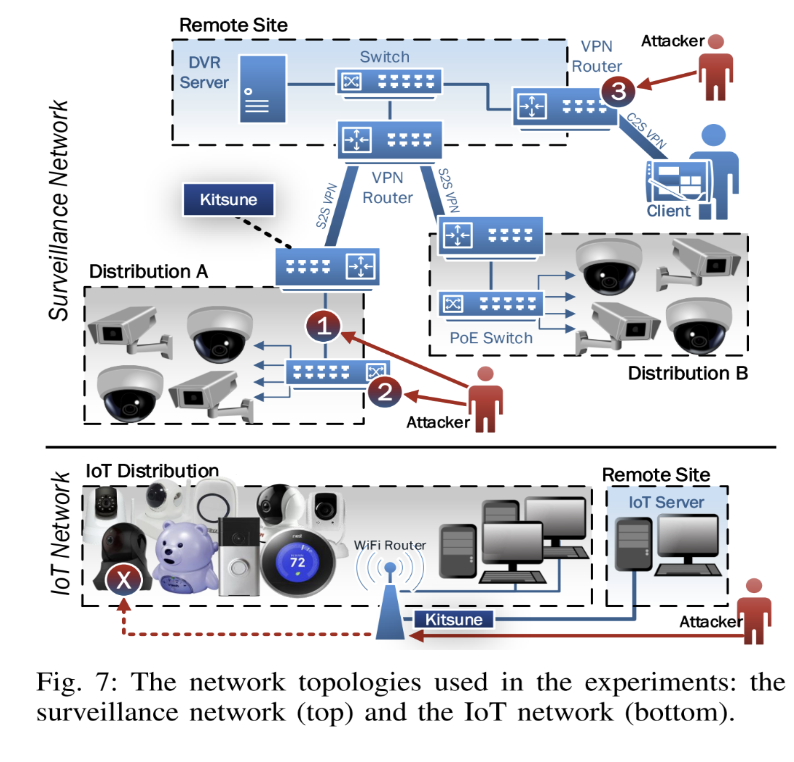 Remote Site
DVR
Server
Switch
VPN
Router
Attacker
3
C2S VPN
Client
VPN
Router
S2S VPN
S2S VPN
Kitsune
Surveillance Network
Distribution A
1
2
Attacker
PoE Switch
Distribution B
IoT Network
IoT Distribution
X
nest
72
WiFi Router
Kitsune
Remote Site
IoT Server
Attacker
Fig. 7: The network topologies used in the experiments: the
surveillance network (top) and the IoT network (bottom).